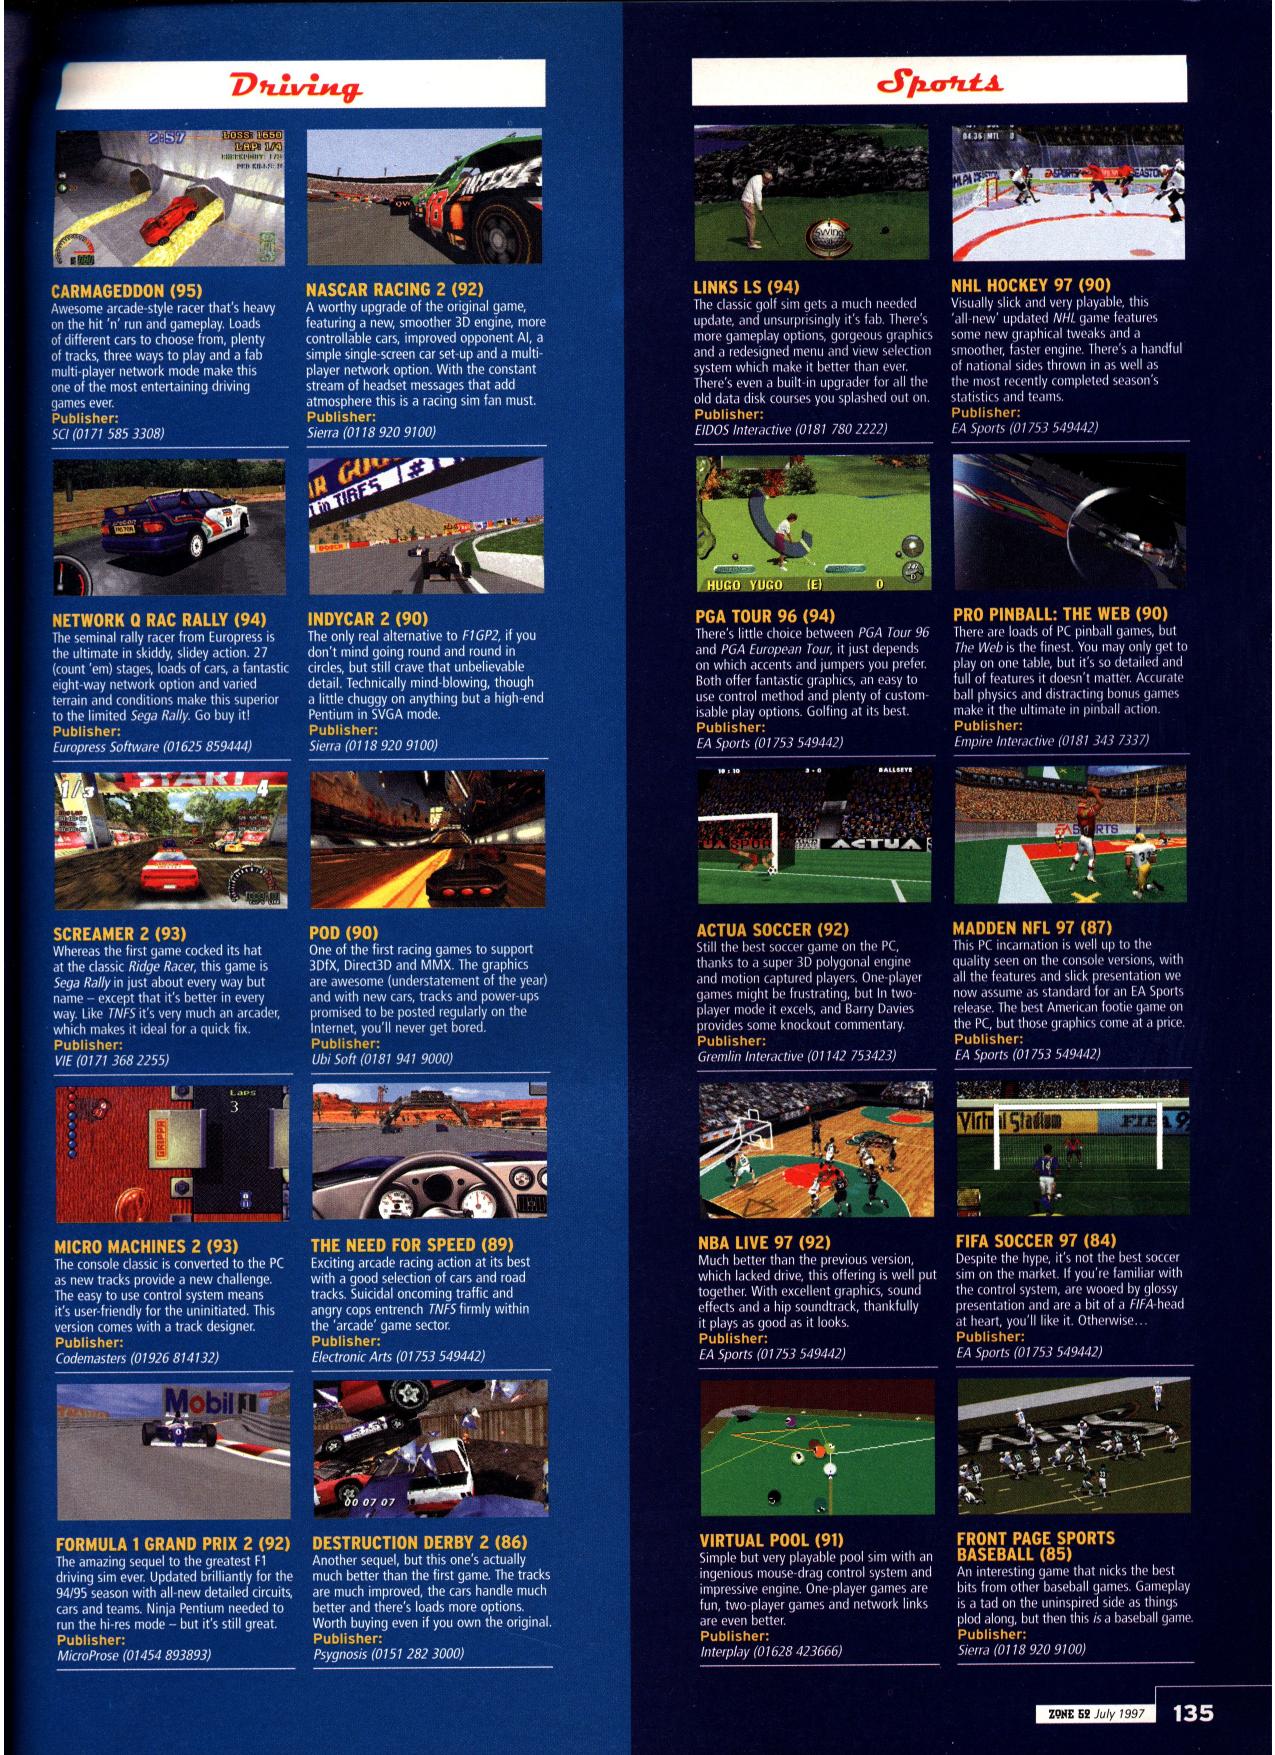 Driving
2:57
LOSS: 1650
LAP: 1/4
CARMAGEDDON (95)
Awesome arcade-style racer that's heavy
on the hit 'n' run and gameplay. Loads
of different cars to choose from, plenty
of tracks, three ways to play and a fab
multi-player network mode make this
one of the most entertaining driving
games ever.
Publisher:
SCI (0171 585 3308)
18
NASCAR RACING 2 (92)
A worthy upgrade of the original game,
featuring a new, smoother 3D engine, more
controllable cars, improved opponent AI, a
simple single-screen car set-up and a multi-
player network option. With the constant
stream of headset messages that add
atmosphere this is a racing sim fan must.
Publisher:
Sierra (0118 920 9100)
NETWORK Q RAC RALLY (94)
The seminal rally racer from Europress is
the ultimate in skiddy, slidey action. 27
(count 'em) stages, loads of cars, a fantastic
eight-way network option and varied
terrain and conditions make this superior
to the limited Sega Rally. Go buy it!
Publisher:
Europress Software (01625 859444)
#1 in TIRES
INDYCAR 2 (90)
The only real alternative to F1GP2, if you
don't mind going round and round in
circles, but still crave that unbelievable
detail. Technically mind-blowing, though
a little chuggy on anything but a high-end
Pentium in SVGA mode.
Publisher:
Sierra (0118 920 9100)
START
1/3
4
SCREAMER 2 (93)
Whereas the first game cocked its hat
at the classic Ridge Racer, this game is
Sega Rally in just about every way but
name – except that it's better in every
way. Like TNFS it's very much an arcader,
which makes it ideal for a quick fix.
Publisher:
VIE (0171 368 2255)
POD (90)
One of the first racing games to support
3DfX, Direct3D and MMX. The graphics
are awesome (understatement of the year)
and with new cars, tracks and power-ups
promised to be posted regularly on the
Internet, you'll never get bored.
Publisher:
Ubi Soft (0181 941 9000)
Laps
3
GRIPPA
MICRO MACHINES 2 (93)
The console classic is converted to the PC
as new tracks provide a new challenge.
The easy to use control system means
it's user-friendly for the uninitiated. This
version comes with a track designer.
Publisher:
Codemasters (01926 814132)
THE NEED FOR SPEED (89)
Exciting arcade racing action at its best
with a good selection of cars and road
tracks. Suicidal oncoming traffic and
angry cops entrench TNFS firmly within
the 'arcade' game sector.
Publisher:
Electronic Arts (01753 549442)
Mobil 1
FORMULA 1 GRAND PRIX 2 (92)
The amazing sequel to the greatest F1
driving sim ever. Updated brilliantly for the
94/95 season with all-new detailed circuits,
cars and teams. Ninja Pentium needed to
run the hi-res mode – but it's still great.
Publisher:
MicroProse (01454 893893)
00 07 07
DESTRUCTION DERBY 2 (86)
Another sequel, but this one's actually
much better than the first game. The tracks
are much improved, the cars handle much
better and there's loads more options.
Worth buying even if you own the original.
Publisher:
Psygnosis (0151 282 3000)
Sports
Swing
LINKS LS (94)
The classic golf sim gets a much needed
update, and unsurprisingly it's fab. There's
more gameplay options, gorgeous graphics
and a redesigned menu and view selection
system which make it better than ever.
There's even a built-in upgrader for all the
old data disk courses you splashed out on.
Publisher:
EIDOS Interactive (0181 780 2222)
04:36 MTL 0
EA SPORTS
EASTON
NHL HOCKEY 97 (90)
Visually slick and very playable, this
'all-new' updated NHL game features
some new graphical tweaks and a
smoother, faster engine. There's a handful
of national sides thrown in as well as
the most recently completed season's
statistics and teams.
Publisher:
EA Sports (01753 549442)
HUGO YUGO (E) 0
PGA TOUR 96 (94)
There's little choice between PGA Tour 96
and PGA European Tour, it just depends
on which accents and jumpers you prefer.
Both offer fantastic graphics, an easy to
use control method and plenty of custom-
isable play options. Golfing at its best.
Publisher:
EA Sports (01753 549442)
PRO PINBALL: THE WEB (90)
There are loads of PC pinball games, but
The Web is the finest. You may only get to
play on one table, but it's so detailed and
full of features it doesn't matter. Accurate
ball physics and distracting bonus games
make it the ultimate in pinball action.
Publisher:
Empire Interactive (0181 343 7337)
BALLSEYE
ACTUA
ACTUA SOCCER (92)
Still the best soccer game on the PC,
thanks to a super 3D polygonal engine
and motion captured players. One-player
games might be frustrating, but In two-
player mode it excels, and Barry Davies
provides some knockout commentary.
Publisher:
Gremlin Interactive (01142 753423)
EA SPORTS
MADDEN NFL 97 (87)
This PC incarnation is well up to the
quality seen on the console versions, with
all the features and slick presentation we
now assume as standard for an EA Sports
release. The best American footie game on
the PC, but those graphics come at a price.
Publisher:
EA Sports (01753 549442)
NBA LIVE 97 (92)
Much better than the previous version,
which lacked drive, this offering is well put
together. With excellent graphics, sound
effects and a hip soundtrack, thankfully
it plays as good as it looks.
Publisher:
EA Sports (01753 549442)
Virtual Stadium
FIFA 97
14
FIFA SOCCER 97 (84)
Despite the hype, it's not the best soccer
sim on the market. If you're familiar with
the control system, are wooed by glossy
presentation and are a bit of a FIFA-head
at heart, you'll like it. Otherwise...
Publisher:
EA Sports (01753 549442)
VIRTUAL POOL (91)
Simple but very playable pool sim with an
ingenious mouse-drag control system and
impressive engine. One-player games are
fun, two-player games and network links
are even better.
Publisher:
Interplay (01628 423666)
FRONT PAGE SPORTS
BASEBALL (85)
An interesting game that nicks the best
bits from other baseball games. Gameplay
is a tad on the uninspired side as things
plod along, but then this is a baseball game.
Publisher:
Sierra (0118 920 9100)
ZONE 52 July 1997
135